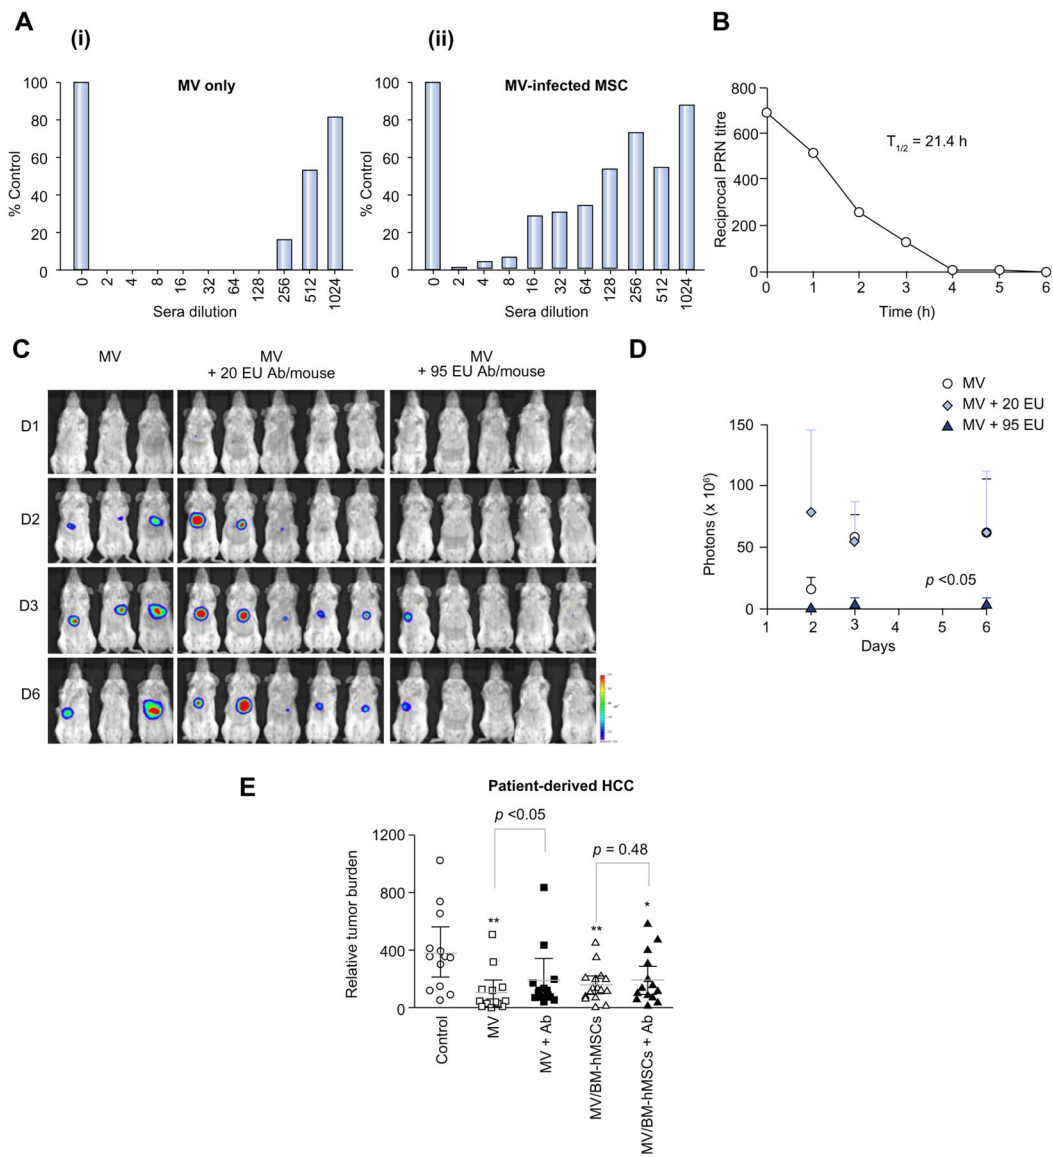 A
(i)
MV only
% Control
100
80
60
40
20
0
0 2 4 8 16 32 64 128 256 512 1024
Sera dilution
(ii)
MV-infected MSC
% Control
100
80
60
40
20
0
0 2 4 8 16 32 64 128 256 512 1024
Sera dilution
B
Reciprocal PRN titre
800
600
400
200
0
T1/2 = 21.4 h
0 1 2 3 4 5 6
Time (h)
C
MV
MV
+ 20 EU Ab/mouse
MV
+ 95 EU Ab/mouse
D1
D2
D3
D6
D
MV
MV + 20 EU
MV + 95 EU
Photons (x 10⁶)
150
100
50
0
p <0.05
1 2 3 4 5 6
Days
E
Patient-derived HCC
p <0.05
p = 0.48
Relative tumor burden
1200
800
400
0
**
**
*
Control
MV
MV + Ab
MV/BM-hMSCs
MV/BM-hMSCs + Ab